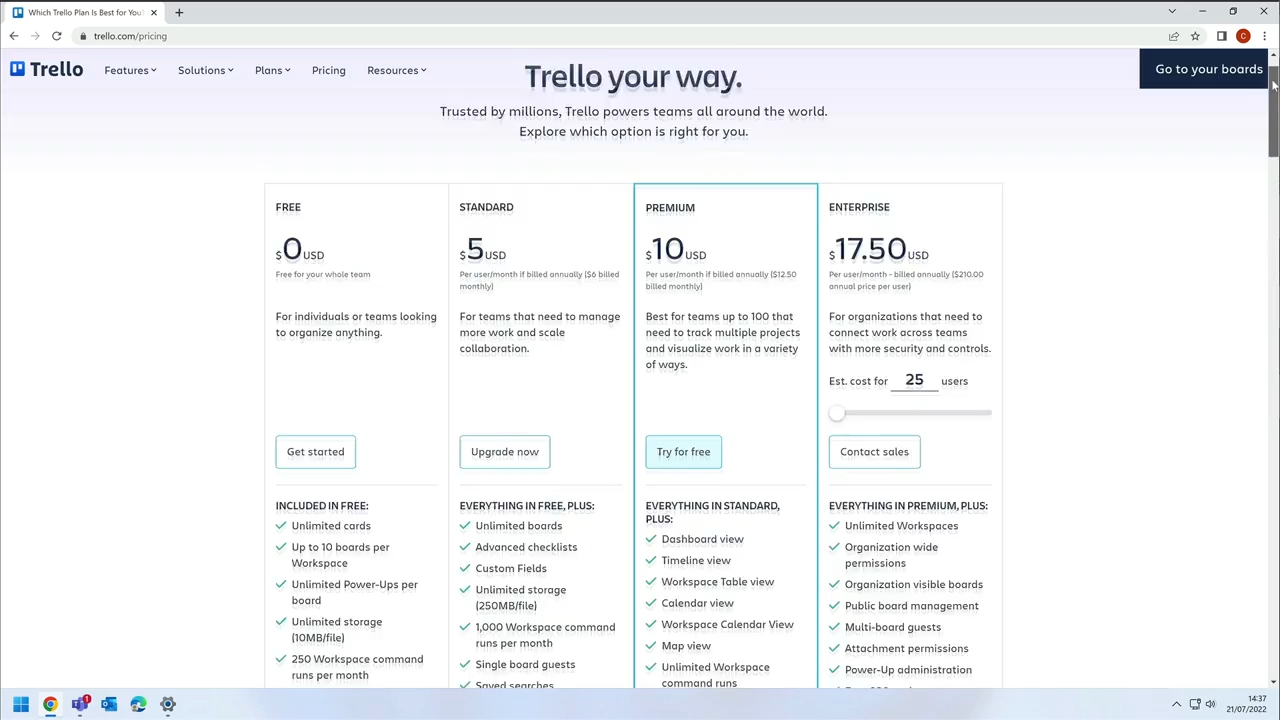 Which Trello Plan Is Best for You
trello.com/pricing
C
Trello
Features
Solutions
Plans
Pricing
Resources
Go to your boards
Trello your way.
Trusted by millions, Trello powers teams all around the world.
Explore which option is right for you.
FREE
$0 USD
Free for your whole team
For individuals or teams looking
to organize anything.
Get started
INCLUDED IN FREE:
Unlimited cards
Up to 10 boards per
Workspace
Unlimited Power-Ups per
board
Unlimited storage
(10MB/file)
250 Workspace command
runs per month
STANDARD
$5 USD
Per user/month if billed annually ($6 billed
monthly)
For teams that need to manage
more work and scale
collaboration.
Upgrade now
EVERYTHING IN FREE, PLUS:
Unlimited boards
Advanced checklists
Custom Fields
Unlimited storage
(250MB/file)
1,000 Workspace command
runs per month
Single board guests
Saved searches
PREMIUM
$10 USD
Per user/month if billed annually ($12.50
billed monthly)
Best for teams up to 100 that
need to track multiple projects
and visualize work in a variety
of ways.
Try for free
EVERYTHING IN STANDARD,
PLUS:
Dashboard view
Timeline view
Workspace Table view
Calendar view
Workspace Calendar View
Map view
Unlimited Workspace
command runs
ENTERPRISE
$17.50 USD
Per user/month - billed annually ($210.00
annual price per user)
For organizations that need to
connect work across teams
with more security and controls.
Est. cost for 25 users
Contact sales
EVERYTHING IN PREMIUM, PLUS:
Unlimited Workspaces
Organization wide
permissions
Organization visible boards
Public board management
Multi-board guests
Attachment permissions
Power-Up administration
1
14:37
21/07/2022